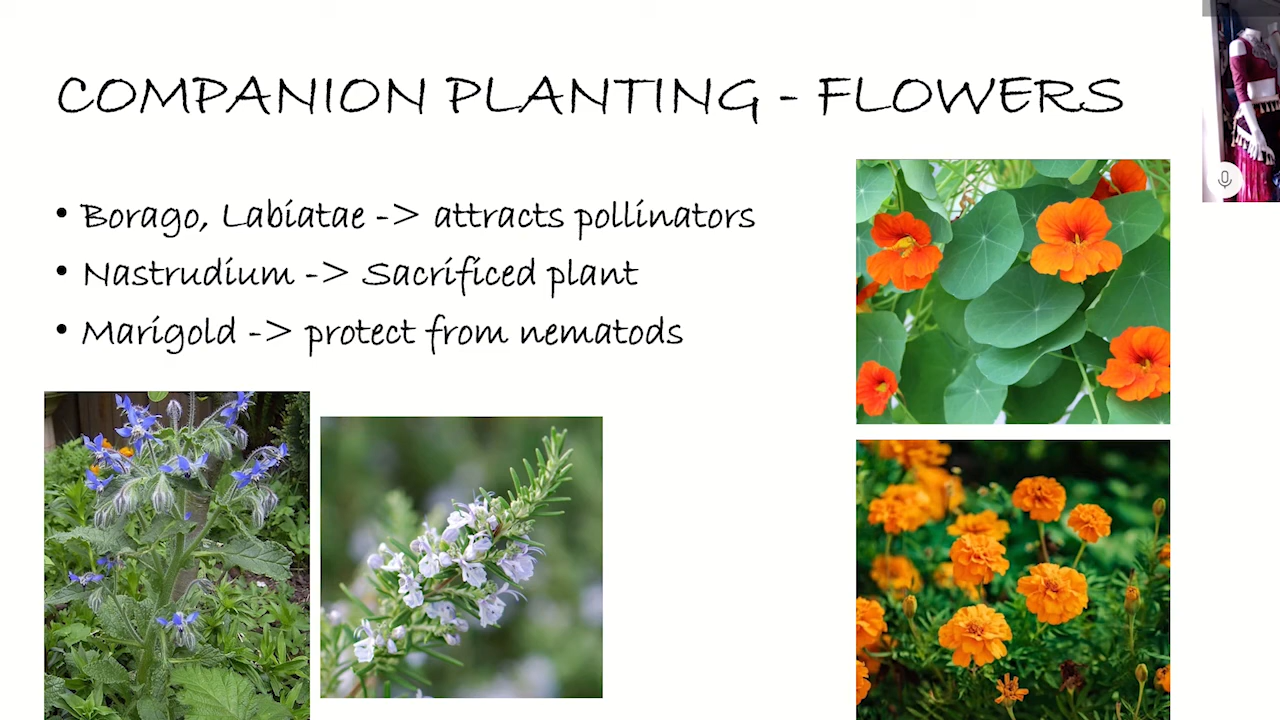 COMPANION PLANTING - FLOWERS
• Borago, Labiatae -> attracts pollinators
• Nastrudium -> Sacrificed plant
• Marigold -> protect from nematods